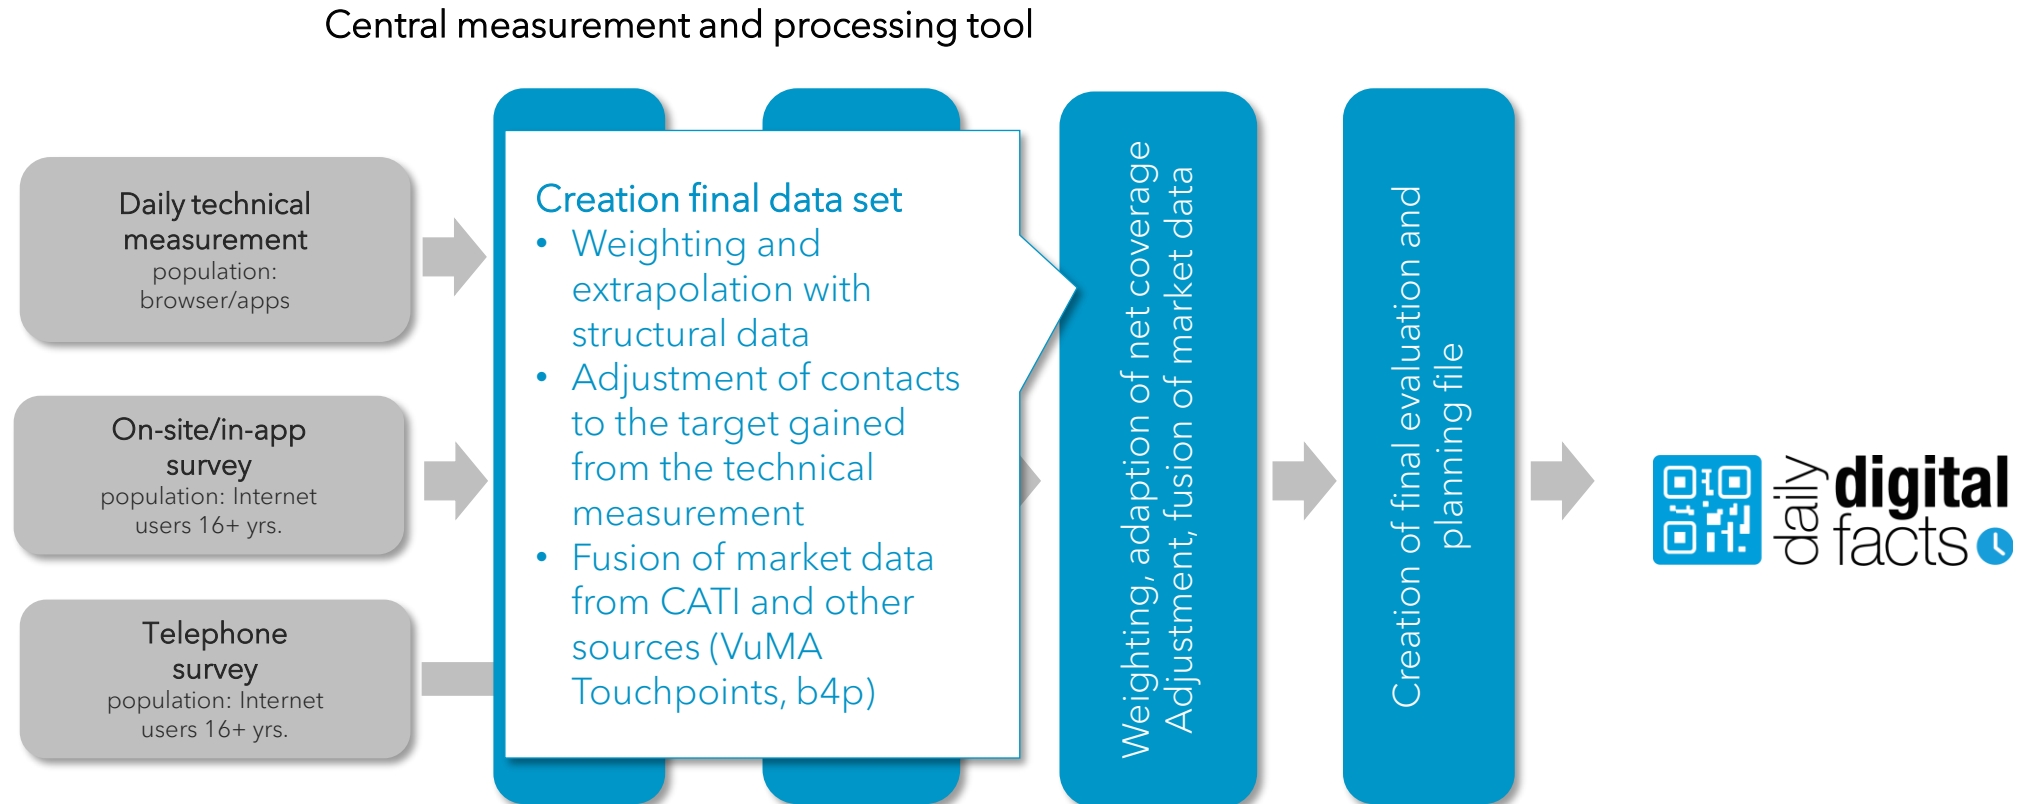 Central measurement and processing tool
Daily technical
measurement
population:
browser/apps
On-site/in-app
survey
population: Internet
users 16+ yrs.
Telephone
survey
population: Internet
users 16+ yrs.
Creation final data set
• Weighting and
extrapolation with
structural data
• Adjustment of contacts
to the target gained
from the technical
measurement
• Fusion of market data
from CATI and other
sources (VuMA
Touchpoints, b4p)
Weighting, adaption of net coverage
Adjustment, fusion of market data
Creation of final evaluation and
planning file
daily
digital
facts